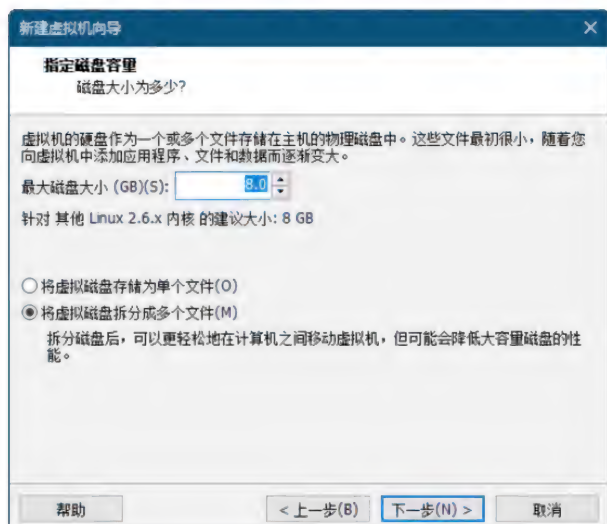 新建虚拟机向导
指定磁盘容量
磁盘大小为多少?
虚拟机的硬盘作为一个或多个文件存储在主机的物理磁盘中。这些文件最初很小，随着您
向虚拟机中添加应用程序、文件和数据而逐渐变大。
最大磁盘大小 (GB)(S): 8.0
针对 其他 Linux 2.6.x 内核 的建议大小: 8 GB
将虚拟磁盘存储为单个文件(O)
将虚拟磁盘拆分成多个文件(M)
拆分磁盘后，可以更轻松地在计算机之间移动虚拟机，但可能会降低大容量磁盘的性
能。
帮助 < 上一步(B) 下一步(N) > 取消